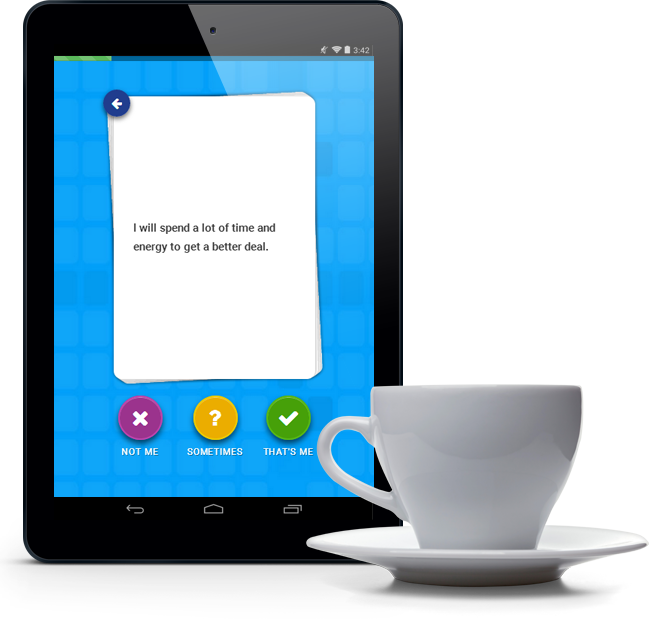 3:42
I will spend a lot of time and
energy to get a better deal.
?
NOT ME
SOMETIMES
THAT'S ME